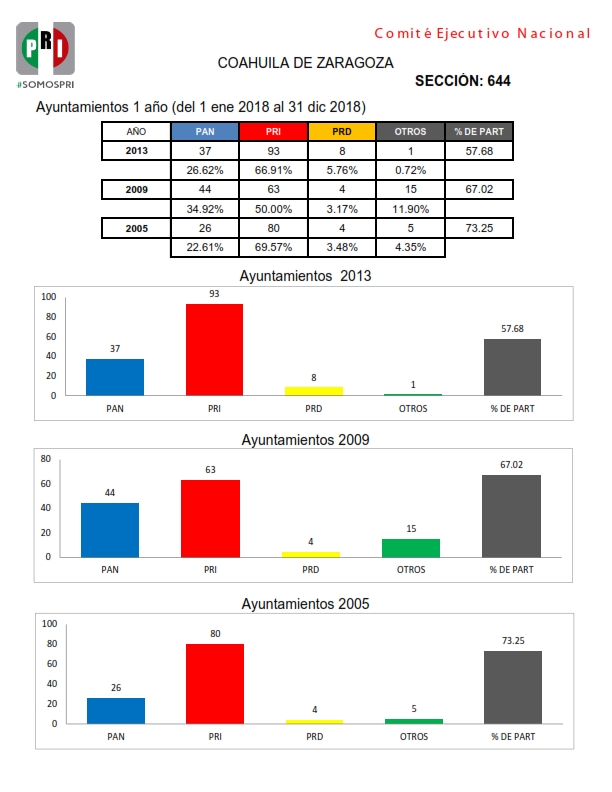 PRI
#SOMOSPRI
Comité Ejecutivo Nacional
COAHUILA DE ZARAGOZA
SECCIÓN: 644
Ayuntamientos 1 año (del 1 ene 2018 al 31 dic 2018)
AÑO PAN PRI PRD OTROS % DE PART
2013 37 93 8 1 57.68
26.62% 66.91% 5.76% 0.72%
2009 44 63 4 15 67.02
34.92% 50.00% 3.17% 11.90%
2005 26 80 4 5 73.25
22.61% 69.57% 3.48% 4.35%
Ayuntamientos 2013
100
80
60
40
20
0
37 93 8 1 57.68
PAN PRI PRD OTROS % DE PART
Ayuntamientos 2009
80
60
40
20
0
44 63 4 15 67.02
PAN PRI PRD OTROS % DE PART
Ayuntamientos 2005
100
80
60
40
20
0
26 80 4 5 73.25
PAN PRI PRD OTROS % DE PART